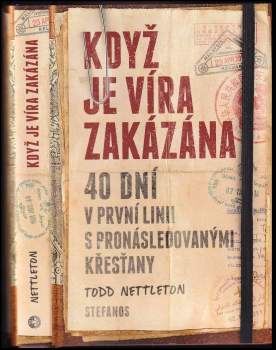 KDYŽ JE VÍRA ZAKÁZÁNA
NETTLETON
KDYŽ
JE VÍRA
ZAKÁZÁNA
40 DNÍ
V PRVNÍ LINII
S PRONÁSLEDOVANÝMI
KŘESŤANY
TODD NETTLETON
STEFANOS